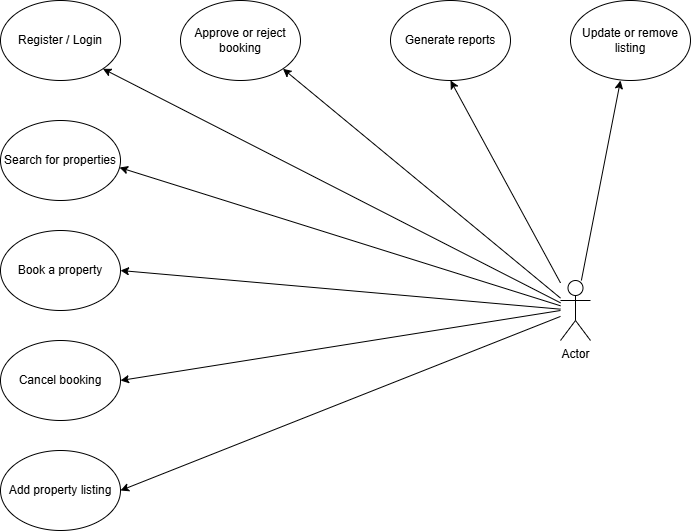 Register / Login
Approve or reject
booking
Generate reports
Update or remove
listing
Search for properties
Book a property
Cancel booking
Add property listing
Actor